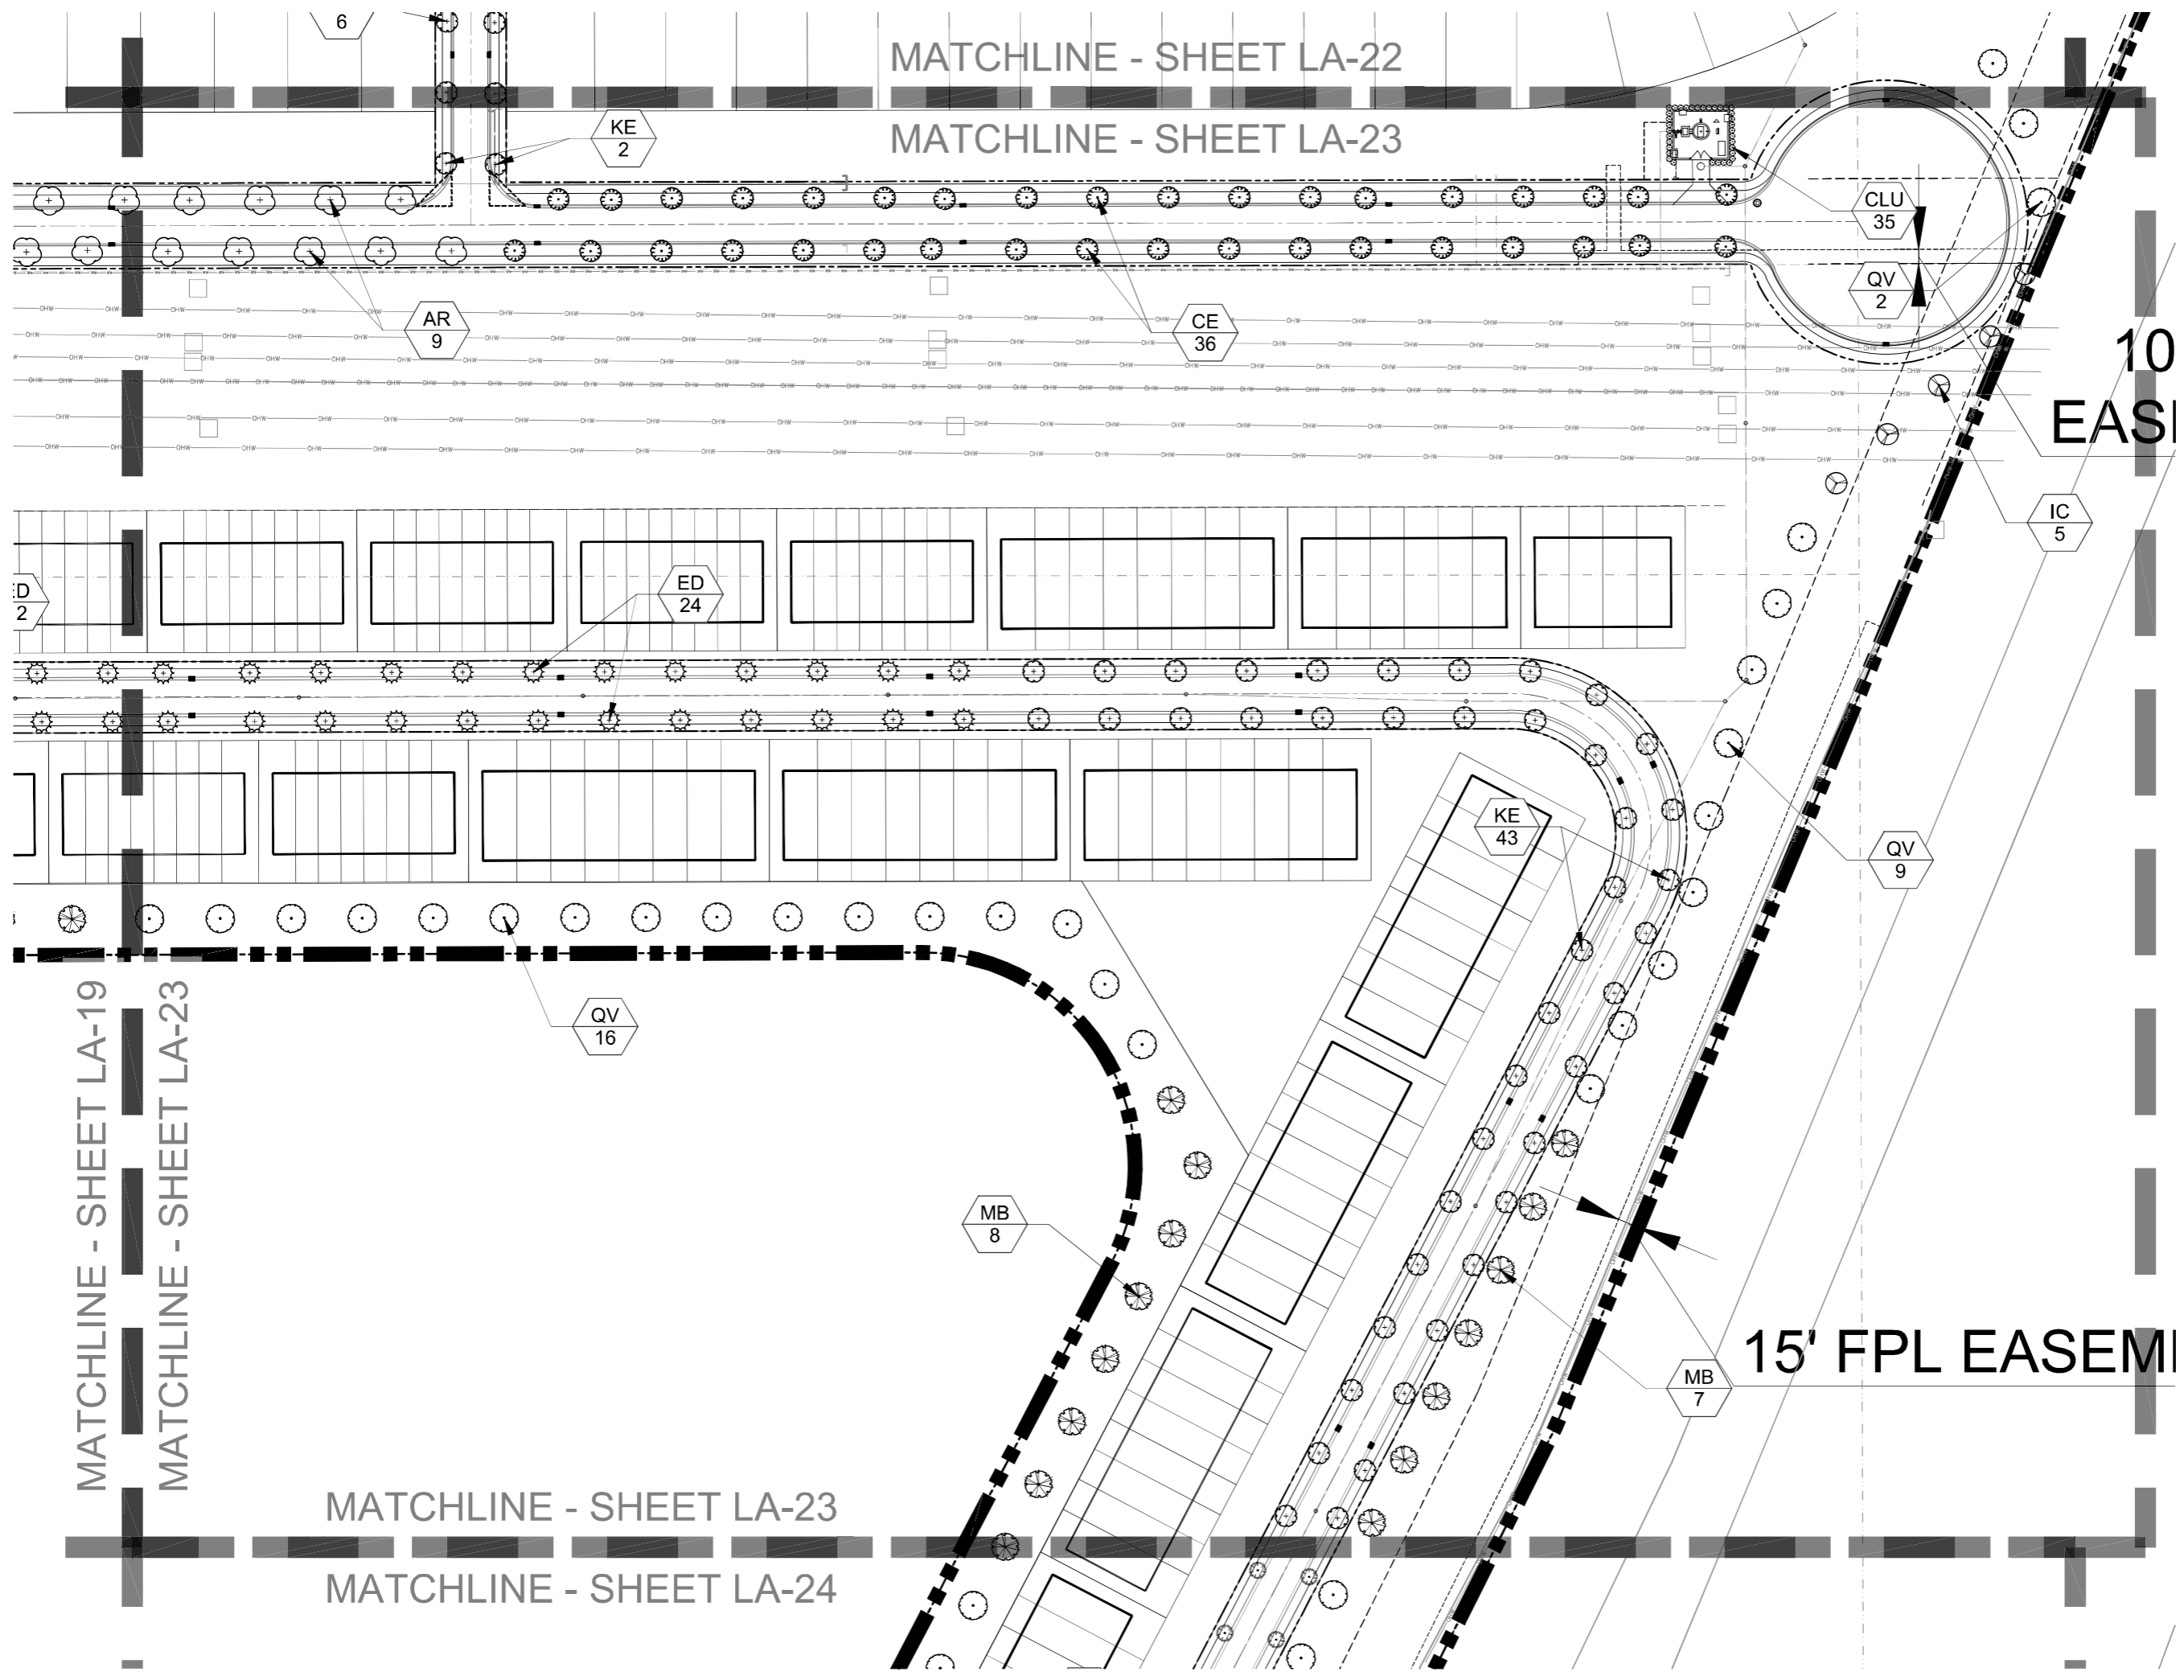 6
MATCHLINE - SHEET LA-22
MATCHLINE - SHEET LA-23
KE
2
CLU
35
QV
2
AR
9
CE
36
10
EASE
IC
5
ED
2
ED
24
KE
43
QV
9
QV
16
MATCHLINE - SHEET LA-19
MATCHLINE - SHEET LA-23
MB
8
15' FPL EASEM
MB
7
MATCHLINE - SHEET LA-23
MATCHLINE - SHEET LA-24
OHW